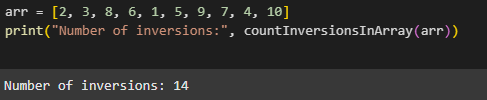 arr = [2, 3, 8, 6, 1, 5, 9, 7, 4, 10]
print("Number of inversions:", countInversionsInArray(arr))
Number of inversions: 14